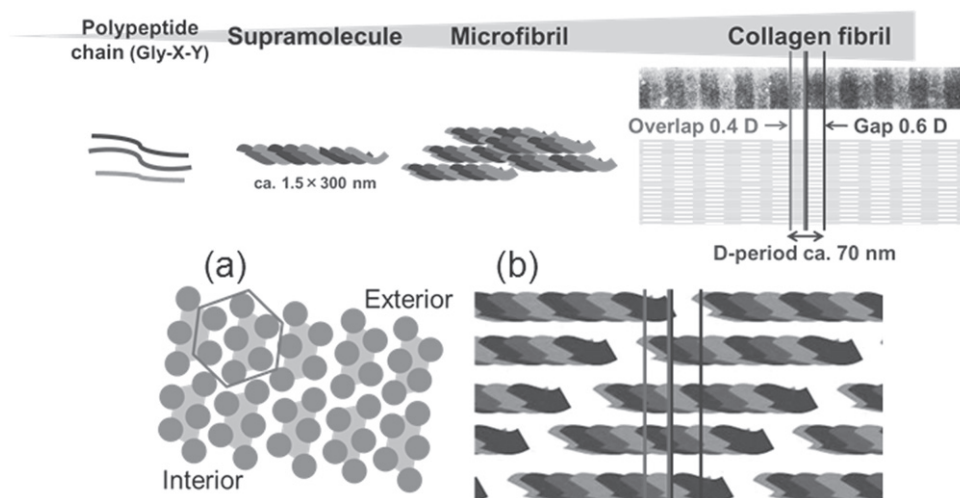 Polypeptide
chain (Gly-X-Y)
Supramolecule
Microfibril
Collagen fibril
Overlap 0.4 D
Gap 0.6 D
ca. 1.5×300 nm
D-period ca. 70 nm
(a)
(b)
Exterior
Interior